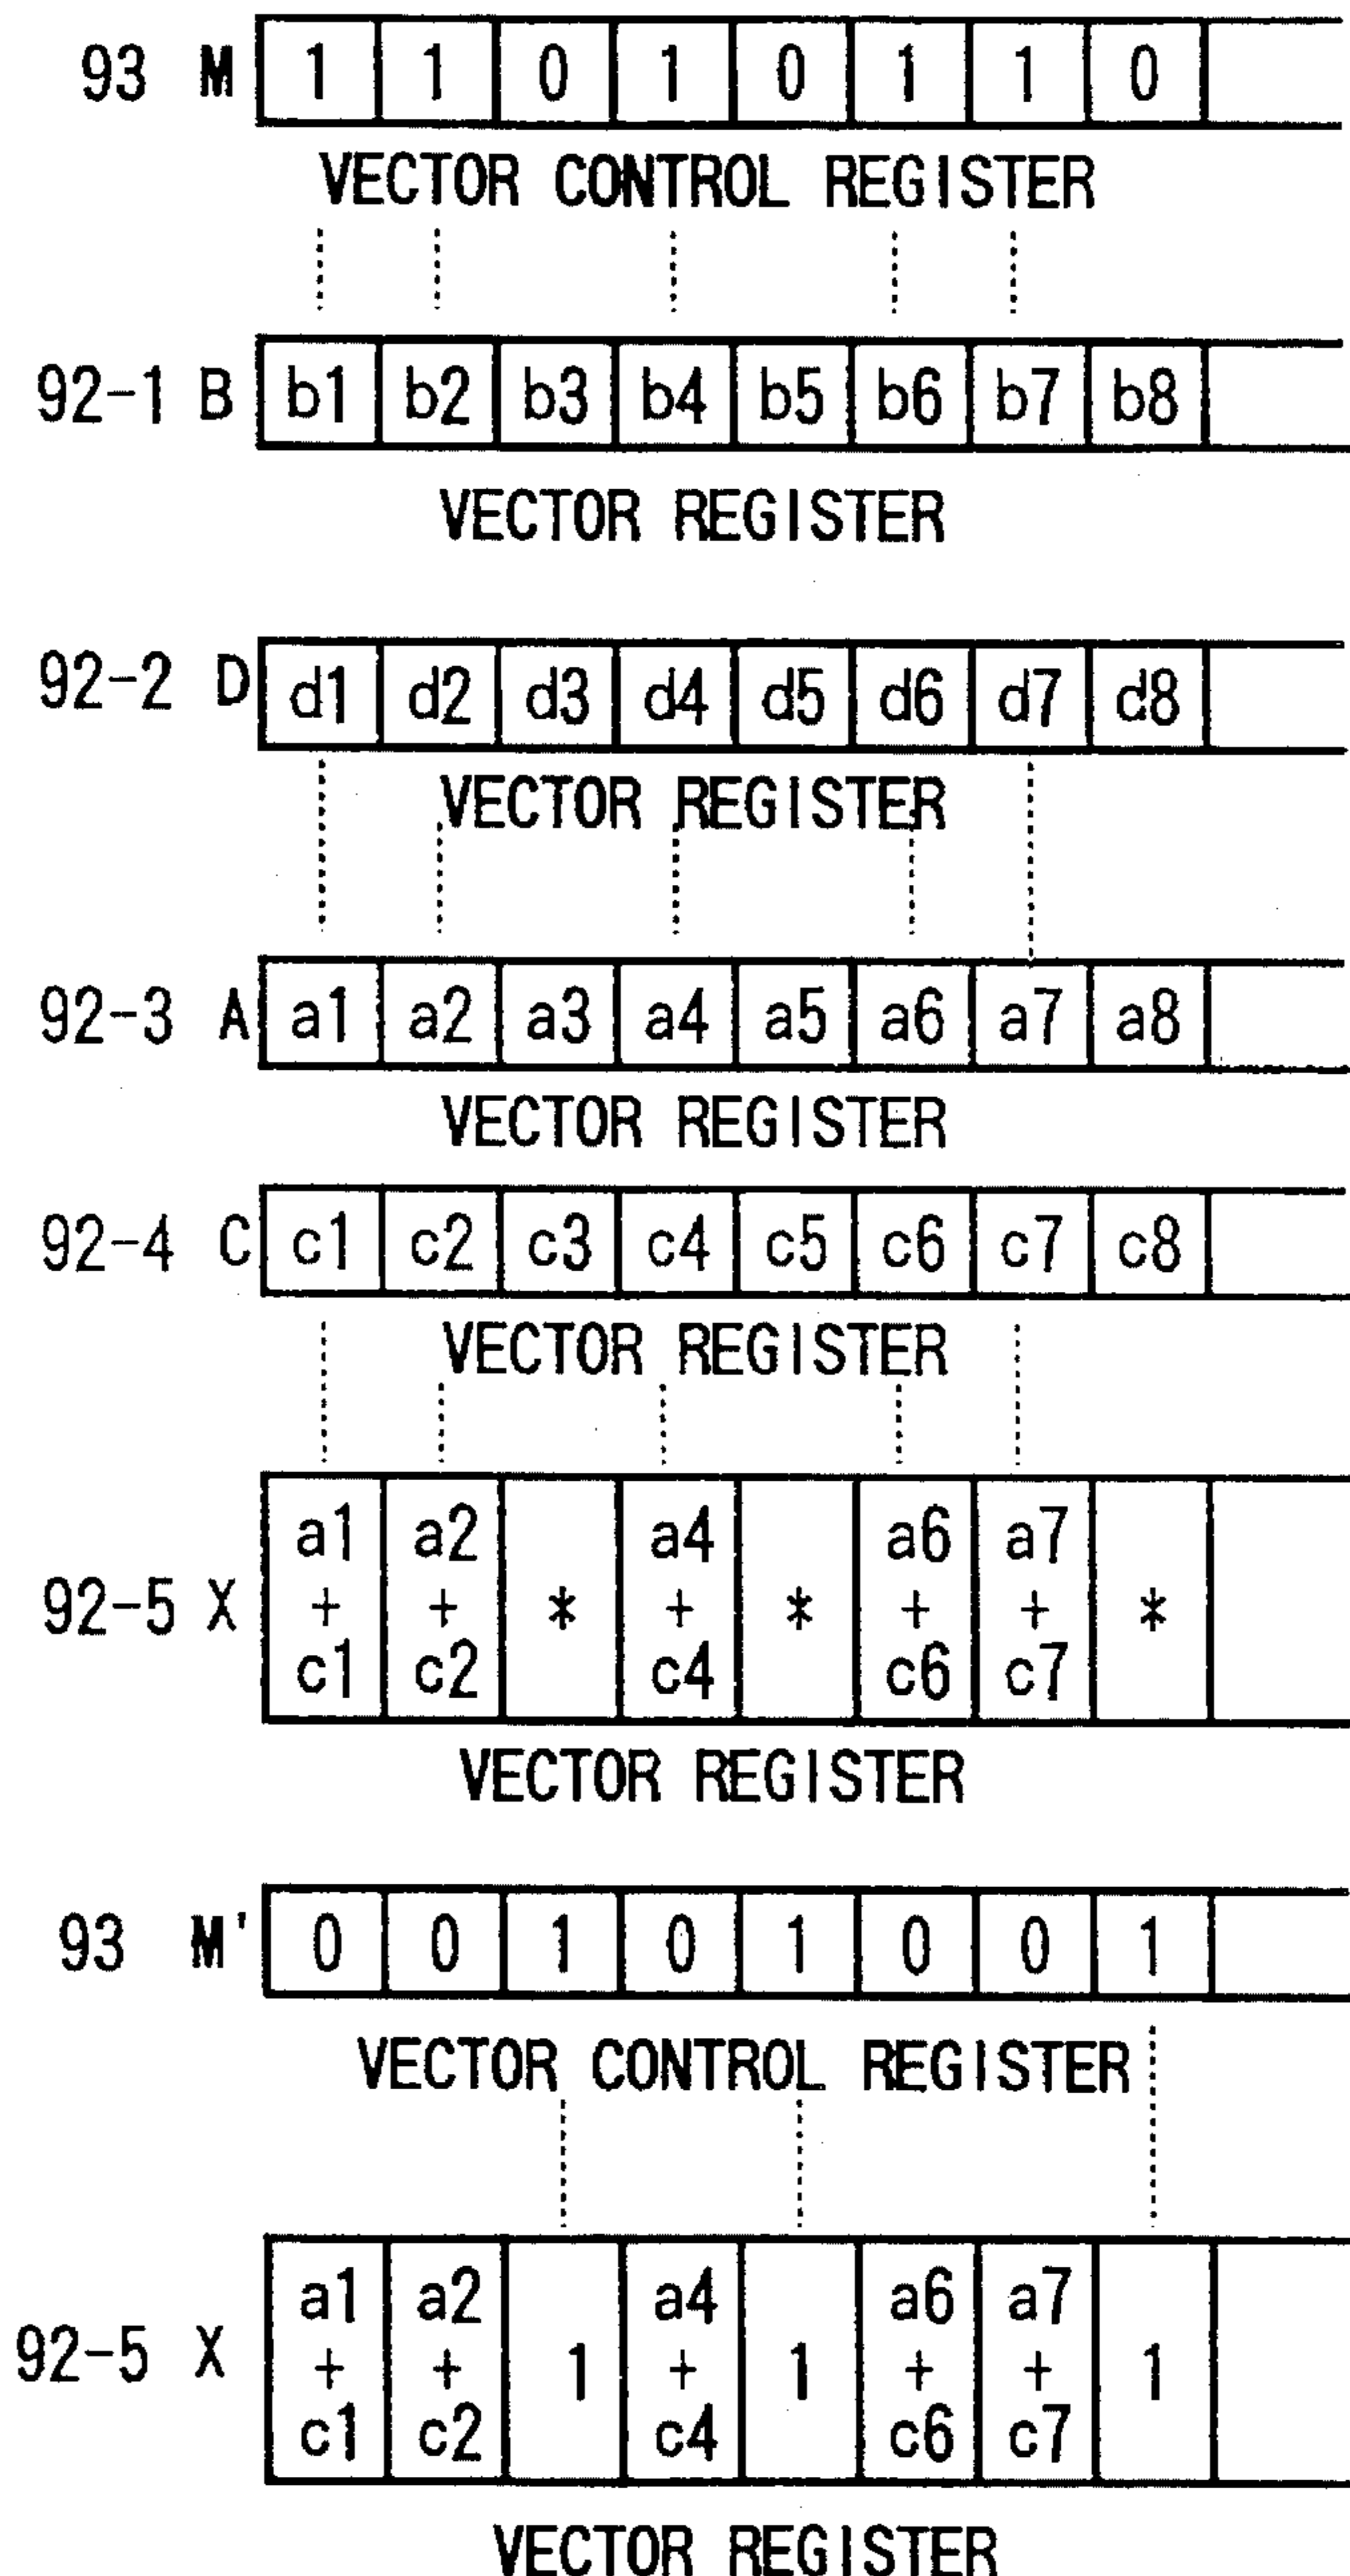 93 M 1 1 0 1 0 1 1 0
VECTOR CONTROL REGISTER
92-1 B b1 b2 b3 b4 b5 b6 b7 b8
VECTOR REGISTER
92-2 D d1 d2 d3 d4 d5 d6 d7 d8
VECTOR REGISTER
92-3 A a1 a2 a3 a4 a5 a6 a7 a8
VECTOR REGISTER
92-4 C c1 c2 c3 c4 c5 c6 c7 c8
VECTOR REGISTER
a1 a2 a4 a6 a7
92-5 X + + * + * + + *
c1 c2 c4 c6 c7
VECTOR REGISTER
93 M' 0 0 1 0 1 0 0 1
VECTOR CONTROL REGISTER
a1 a2 a4 a6 a7
92-5 X + + 1 + 1 + + 1
c1 c2 c4 c6 c7
VECTOR REGISTER